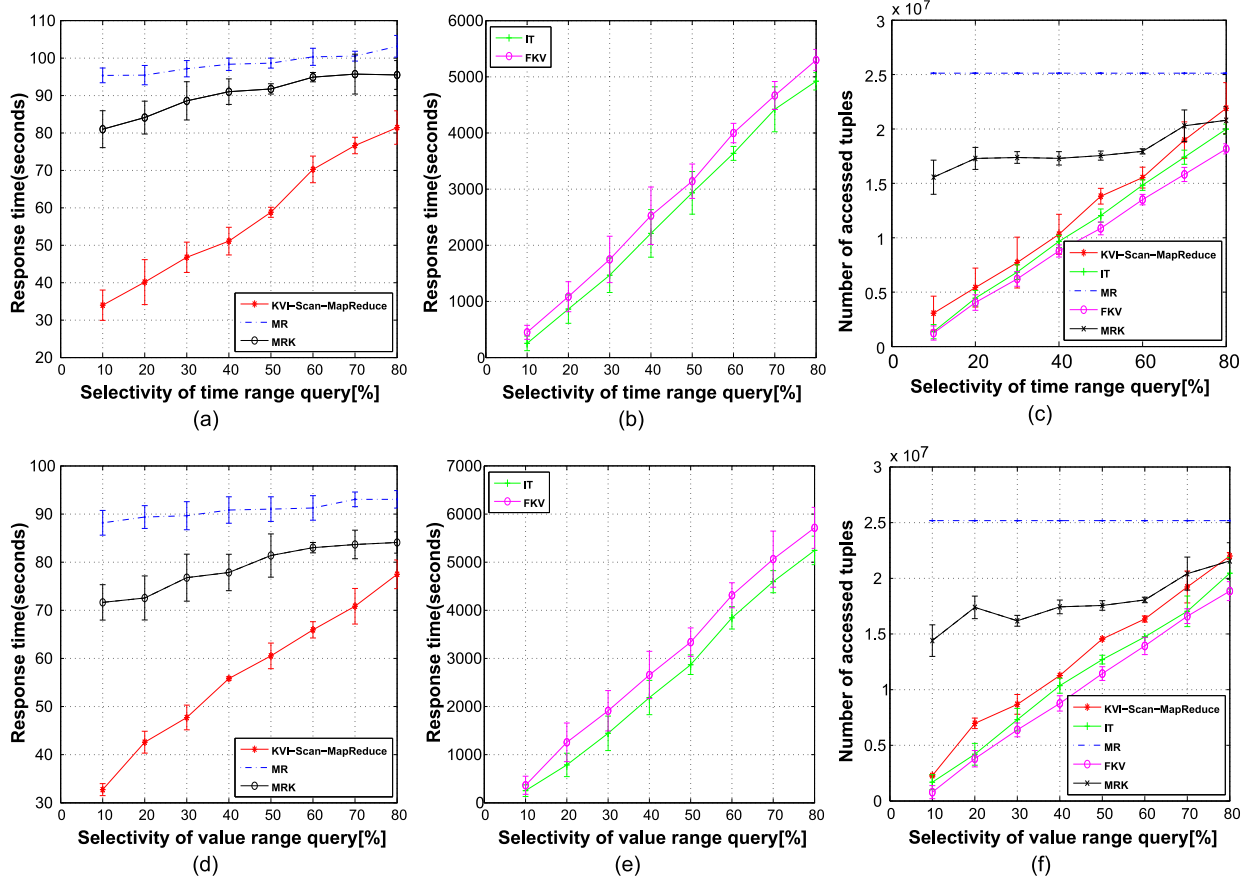 110
100
90
80
70
60
50
40
30
20
0 10 20 30 40 50 60 70 80
Response time(seconds)
Selectivity of time range query[%]
KVI-Scan-MapReduce
MR
MRK
(a)
6000
5000
4000
3000
2000
1000
0
0 10 20 30 40 50 60 70 80
Response time(seconds)
Selectivity of time range query[%]
IT
FKV
(b)
x 10^7
3
2.5
2
1.5
1
0.5
0
0 20 40 60 80
Number of accessed tuples
Selectivity of time range query[%]
KVI-Scan-MapReduce
IT
MR
FKV
MRK
(c)
100
90
80
70
60
50
40
30
0 10 20 30 40 50 60 70 80
Response time(seconds)
Selectivity of value range query[%]
KVI-Scan-MapReduce
MR
MRK
(d)
7000
6000
5000
4000
3000
2000
1000
0
0 10 20 30 40 50 60 70 80
Response time(seconds)
Selectivity of value range query[%]
IT
FKV
(e)
x 10^7
3
2.5
2
1.5
1
0.5
0
0 10 20 30 40 50 60 70 80
Number of accessed tuples
Selectivity of value range query[%]
KVI-Scan-MapReduce
IT
MR
FKV
MRK
(f)